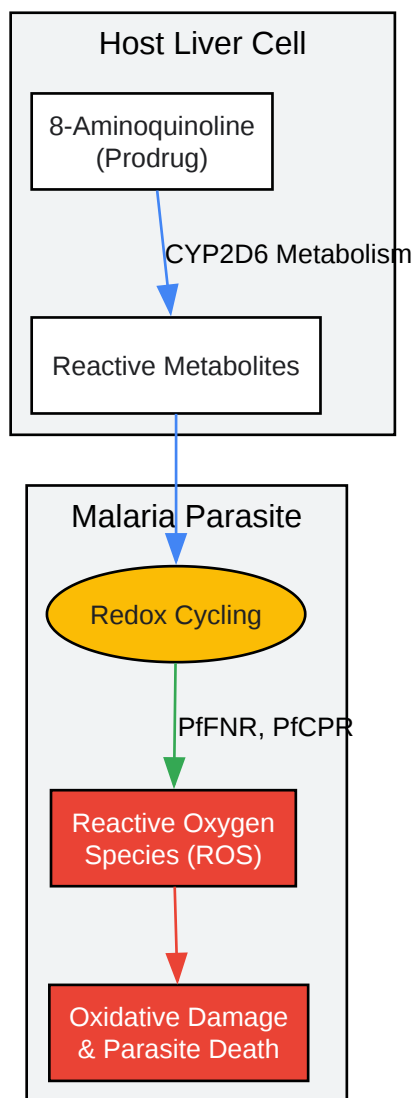 Host Liver Cell
8-Aminoquinoline
(Prodrug)
CYP2D6 Metabolism
Reactive Metabolites
Malaria Parasite
Redox Cycling
PfFNR, PfCPR
Reactive Oxygen
Species (ROS)
Oxidative Damage
& Parasite Death